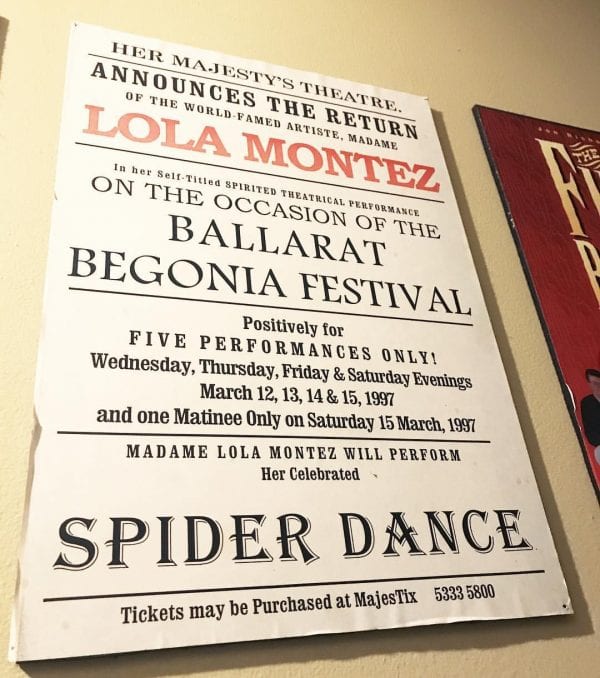 HER MAJESTY'S THEATRE.
ANNOUNCES THE RETURN
OF THE WORLD-FAMED ARTISTE, MADAME
LOLA MONTEZ
In her Self-Titled SPIRITED THEATRICAL PERFORMANCE
ON THE OCCASION OF THE
BALLARAT
BEGONIA FESTIVAL
Positively for
FIVE PERFORMANCES ONLY!
Wednesday, Thursday, Friday & Saturday Evenings
March 12, 13, 14 & 15, 1997
and one Matinee Only on Saturday 15 March, 1997
MADAME LOLA MONTEZ WILL PERFORM
Her Celebrated
SPIDER DANCE
Tickets may be Purchased at MajesTix 5333 5800
THE